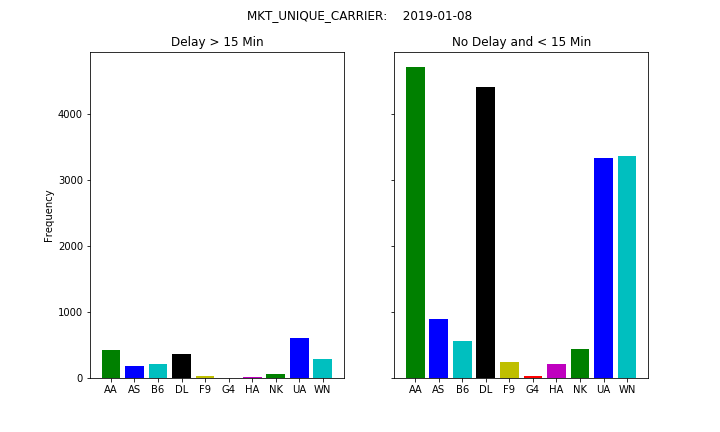 MKT_UNIQUE_CARRIER: 2019-01-08
Delay > 15 Min
No Delay and < 15 Min
Frequency
4000
3000
2000
1000
0
AA AS B6 DL F9 G4 HA NK UA WN
AA AS B6 DL F9 G4 HA NK UA WN